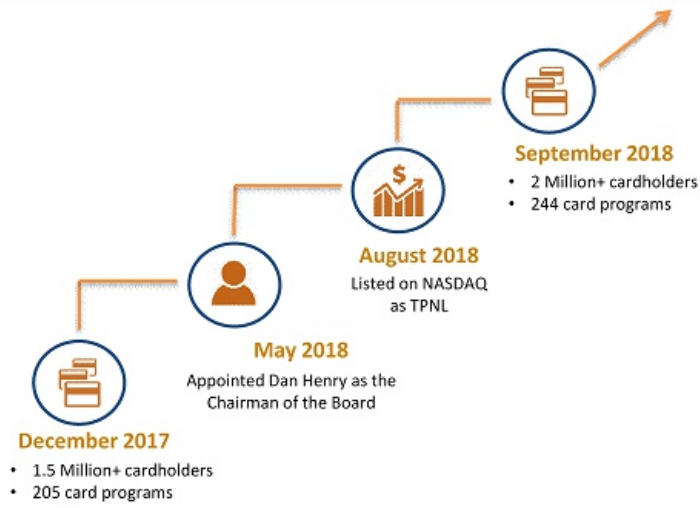 $
September 2018
• 2 Million+ cardholders
• 244 card programs
August 2018
Listed on NASDAQ
as TPNL
May 2018
Appointed Dan Henry as the
Chairman of the Board
December 2017
• 1.5 Million+ cardholders
• 205 card programs